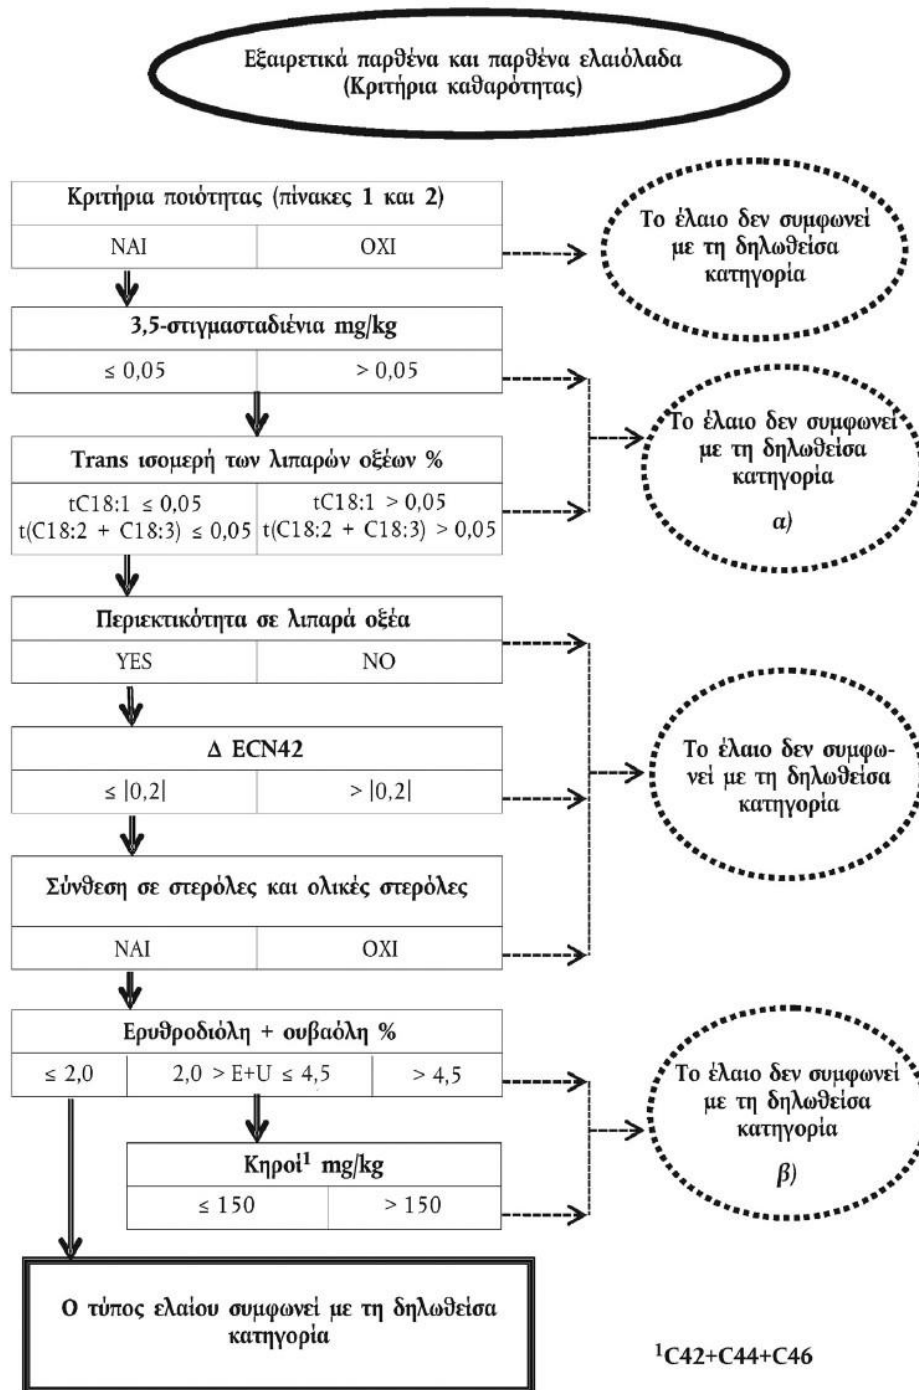 Εξαιρετικά παρθένα και παρθένα ελαιόλαδα
(Κριτήρια καθαρότητας)
Κριτήρια ποιότητας (πίνακες 1 και 2)
ΝΑΙ ΟΧΙ
Το έλαιο δεν συμφωνεί
με τη δηλωθείσα
κατηγορία
3,5-στιγμασταδιένια mg/kg
≤ 0,05 > 0,05
Το έλαιο δεν συμφωνεί
με τη δηλωθείσα
κατηγορία
α)
Trans ισομερή των λιπαρών οξέων %
tC18:1 ≤ 0,05 tC18:1 > 0,05
t(C18:2 + C18:3) ≤ 0,05 t(C18:2 + C18:3) > 0,05
Περιεκτικότητα σε λιπαρά οξέα
YES NO
Δ ECN42
≤ |0,2| > |0,2|
Το έλαιο δεν συμφω-
νεί με τη δηλωθείσα
κατηγορία
Σύνθεση σε στερόλες και ολικές στερόλες
ΝΑΙ ΟΧΙ
Ερυθροδιόλη + ουβαόλη %
≤ 2,0 2,0 > E+U ≤ 4,5 > 4,5
Το έλαιο δεν συμφωνεί
με τη δηλωθείσα
κατηγορία
β)
Κηροί¹ mg/kg
≤ 150 > 150
Ο τύπος ελαίου συμφωνεί με τη δηλωθείσα
κατηγορία
¹C42+C44+C46